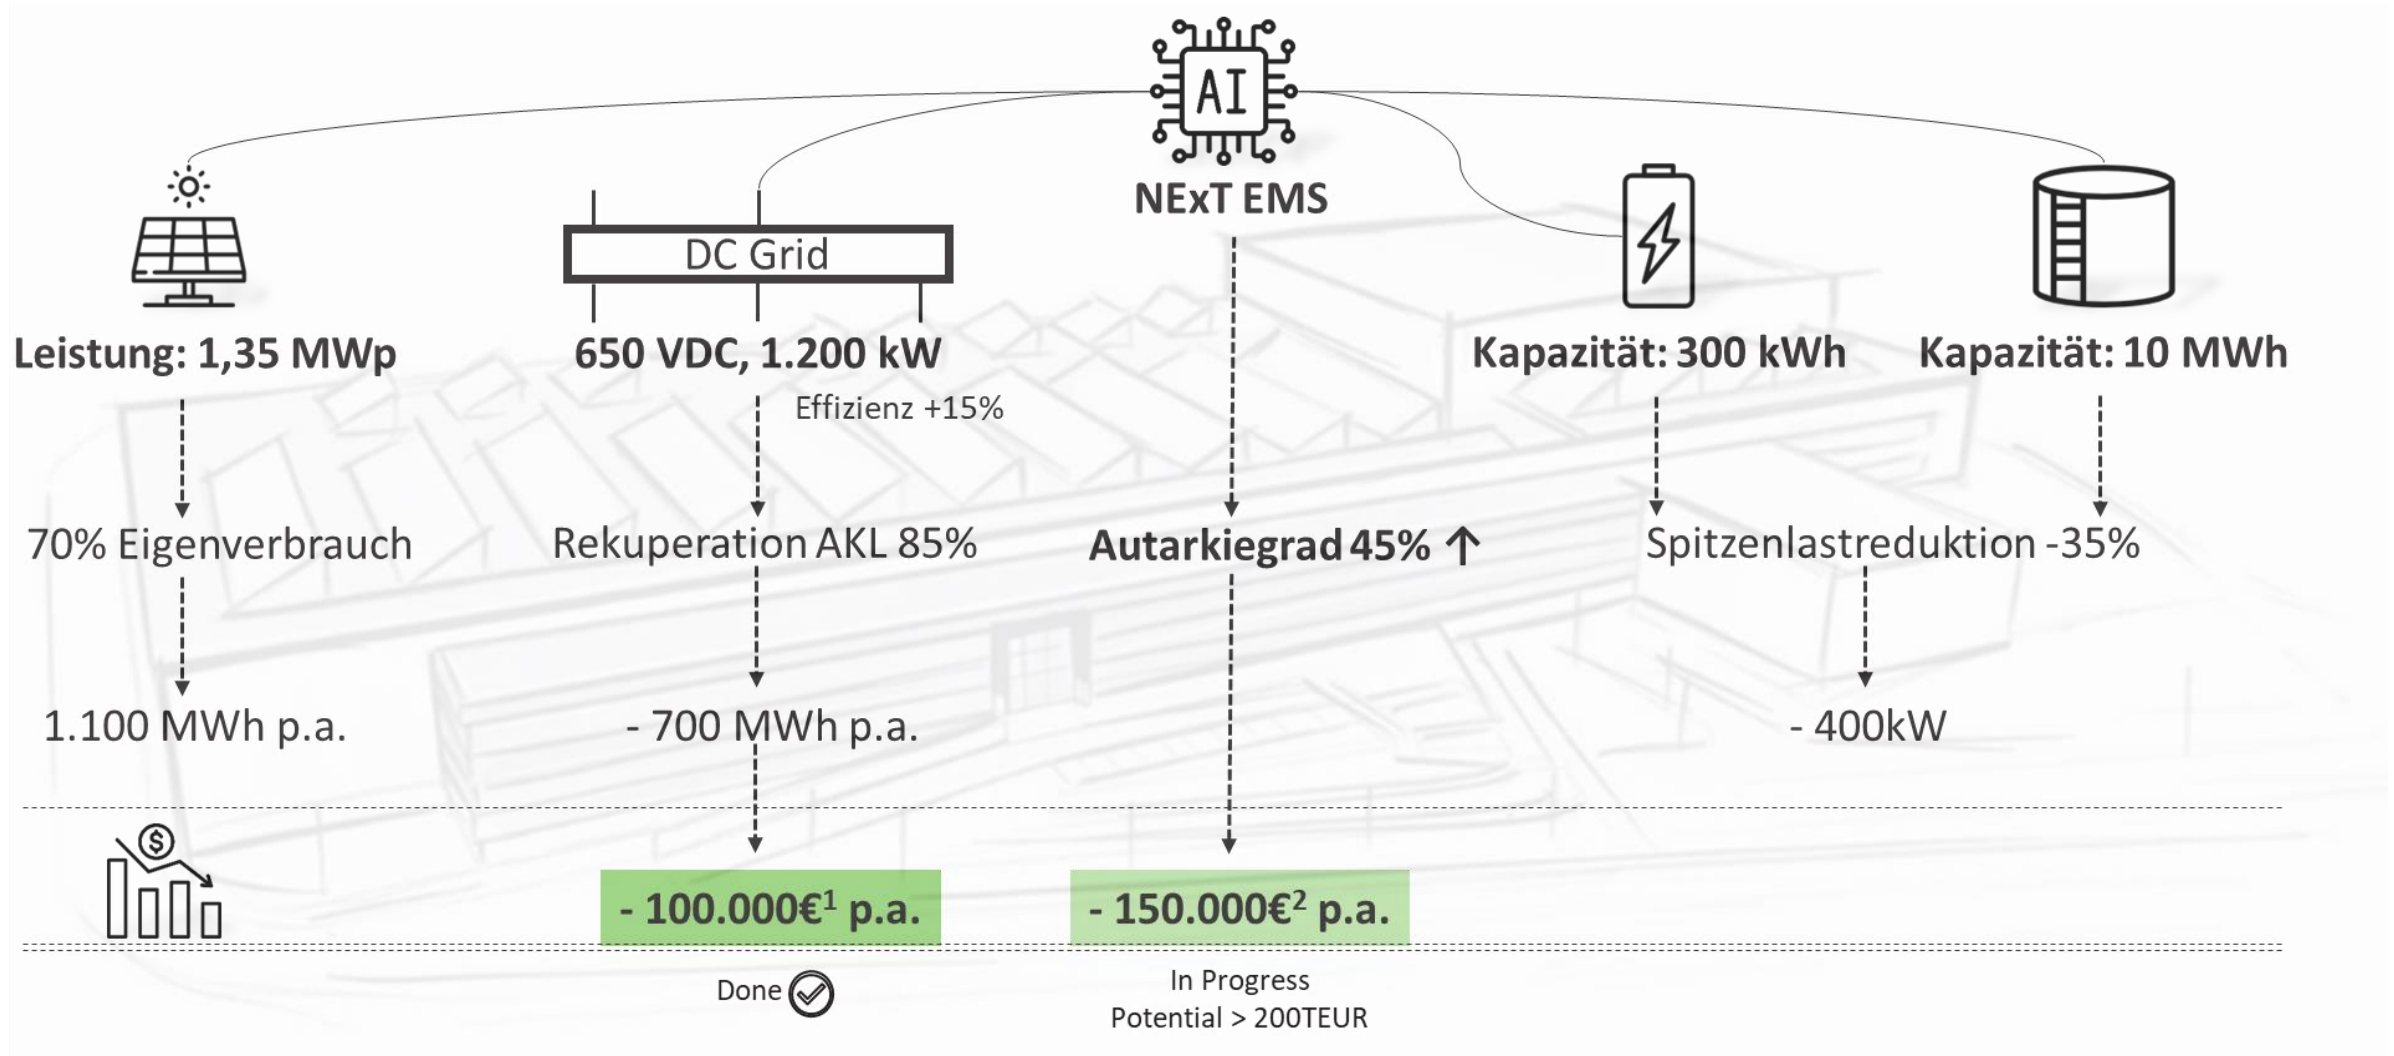 AI
NExT EMS
DC Grid
Leistung: 1,35 MWp
650 VDC, 1.200 kW
Kapazität: 300 kWh
Kapazität: 10 MWh
Effizienz +15%
70% Eigenverbrauch
Rekuperation AKL 85%
Autarkiegrad 45% ↑
Spitzenlastreduktion -35%
1.100 MWh p.a.
- 700 MWh p.a.
- 400kW
$
- 100.000€¹ p.a.
- 150.000€² p.a.
Done
In Progress
Potential > 200TEUR